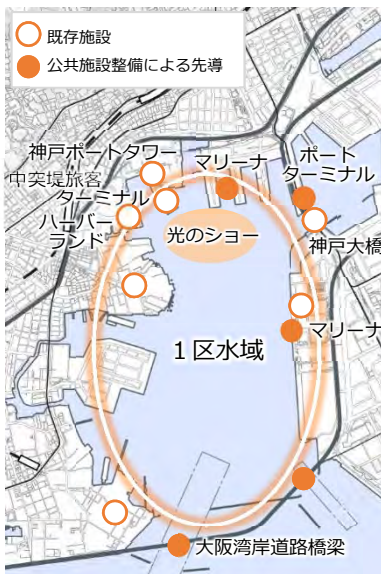 既存施設
公共施設整備による先導
神戸ポートタワー
中突堤旅客
ターミナル
ハーバー
ランド
マリーナ
ポート
ターミナル
光のショー
神戸大橋
マリーナ
1区水域
大阪湾岸道路橋梁